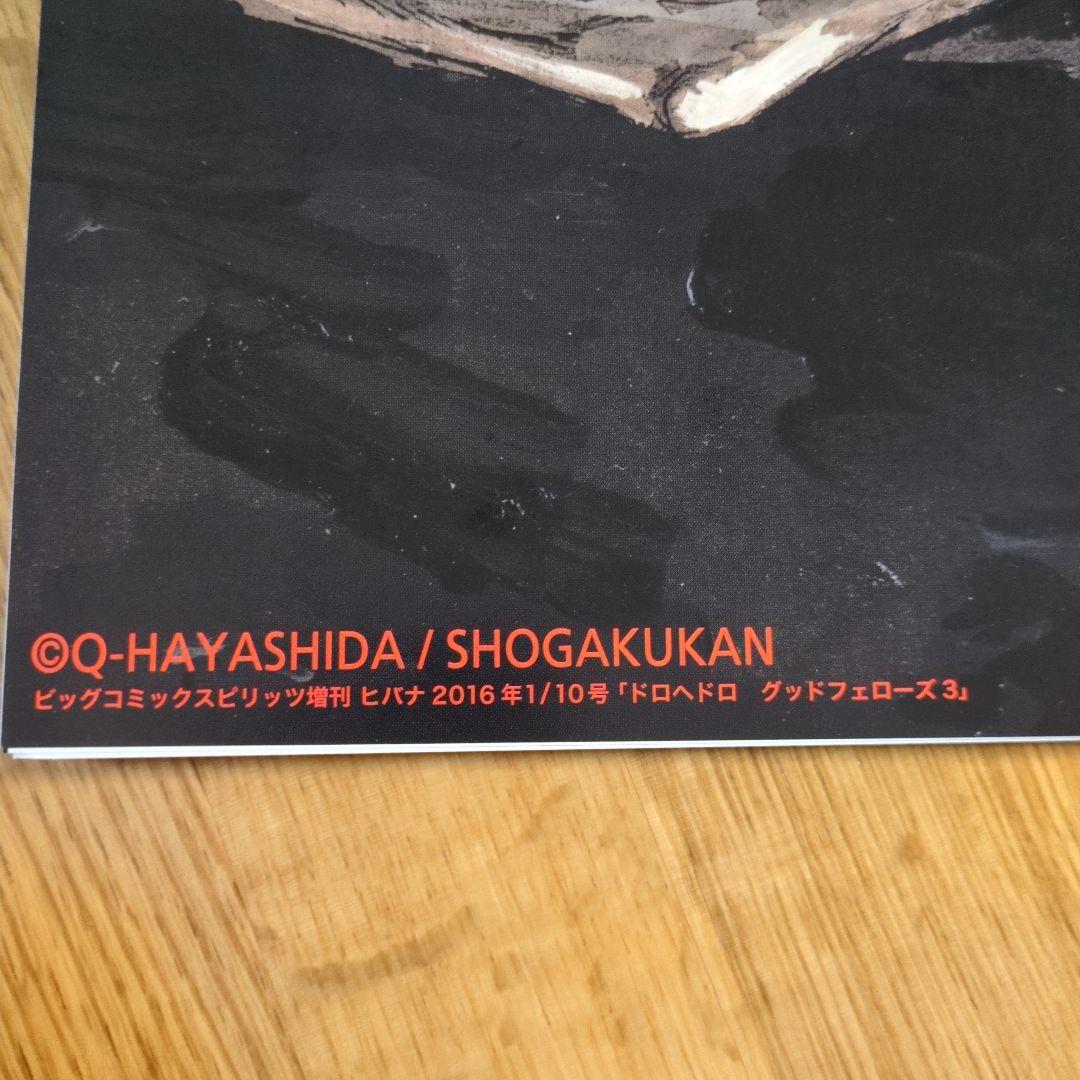 ©Q-HAYASHIDA / SHOGAKUKAN
ビッグコミックスピリッツ増刊 ヒバナ 2016年1/10号「ドロヘドロ　グッドフェローズ3」